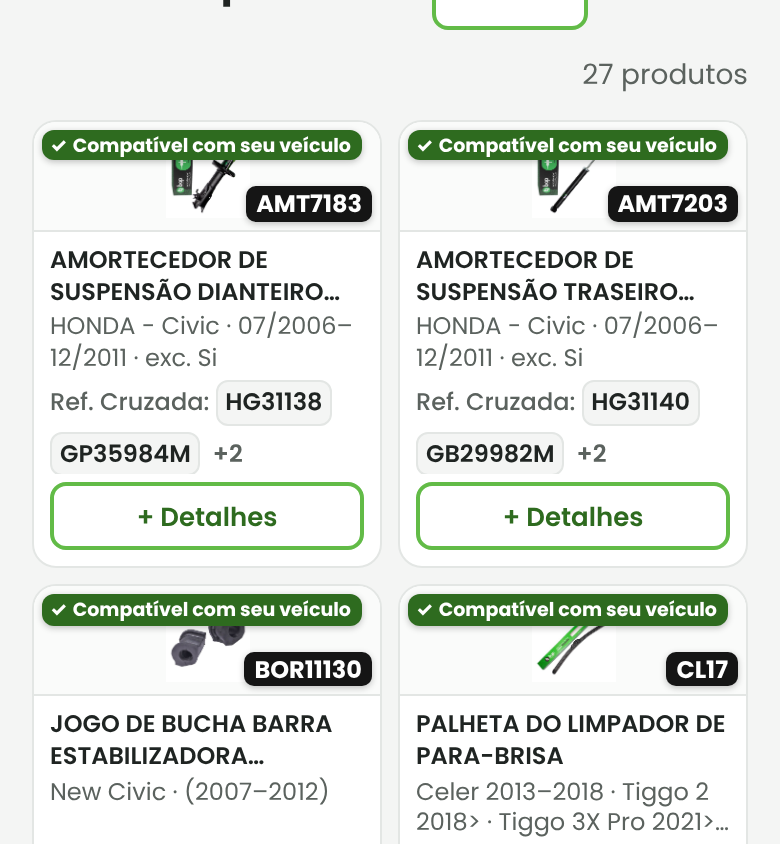 27 produtos
✓ Compatível com seu veículo
AMT7183
AMORTECEDOR DE
SUSPENSÃO DIANTEIRO...
HONDA - Civic · 07/2006–
12/2011 · exc. Si
Ref. Cruzada: HG31138
GP35984M +2
+ Detalhes
✓ Compatível com seu veículo
AMT7203
AMORTECEDOR DE
SUSPENSÃO TRASEIRO...
HONDA - Civic · 07/2006–
12/2011 · exc. Si
Ref. Cruzada: HG31140
GB29982M +2
+ Detalhes
✓ Compatível com seu veículo
BOR11130
JOGO DE BUCHA BARRA
ESTABILIZADORA...
New Civic · (2007–2012)
✓ Compatível com seu veículo
CL17
PALHETA DO LIMPADOR DE
PARA-BRISA
Celer 2013–2018 · Tiggo 2
2018> · Tiggo 3X Pro 2021>...